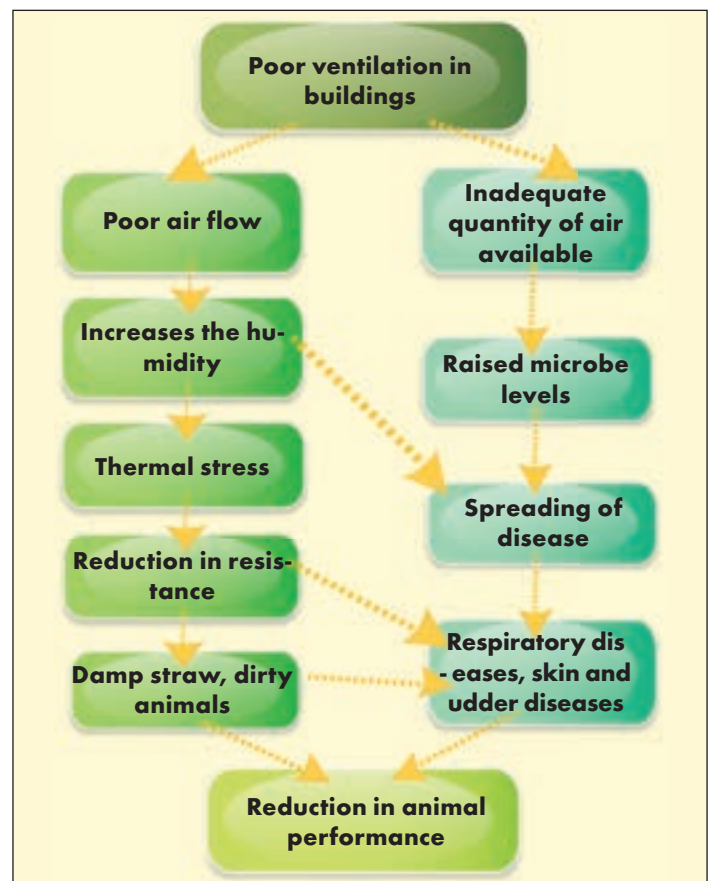 Poor ventilation in
buildings
Poor air flow
Inadequate
quantity of air
available
Increases the hu-
midity
Raised microbe
levels
Thermal stress
Spreading of
disease
Reduction in resis-
tance
Respiratory dis
- eases, skin and
udder diseases
Damp straw, dirty
animals
Reduction in animal
performance